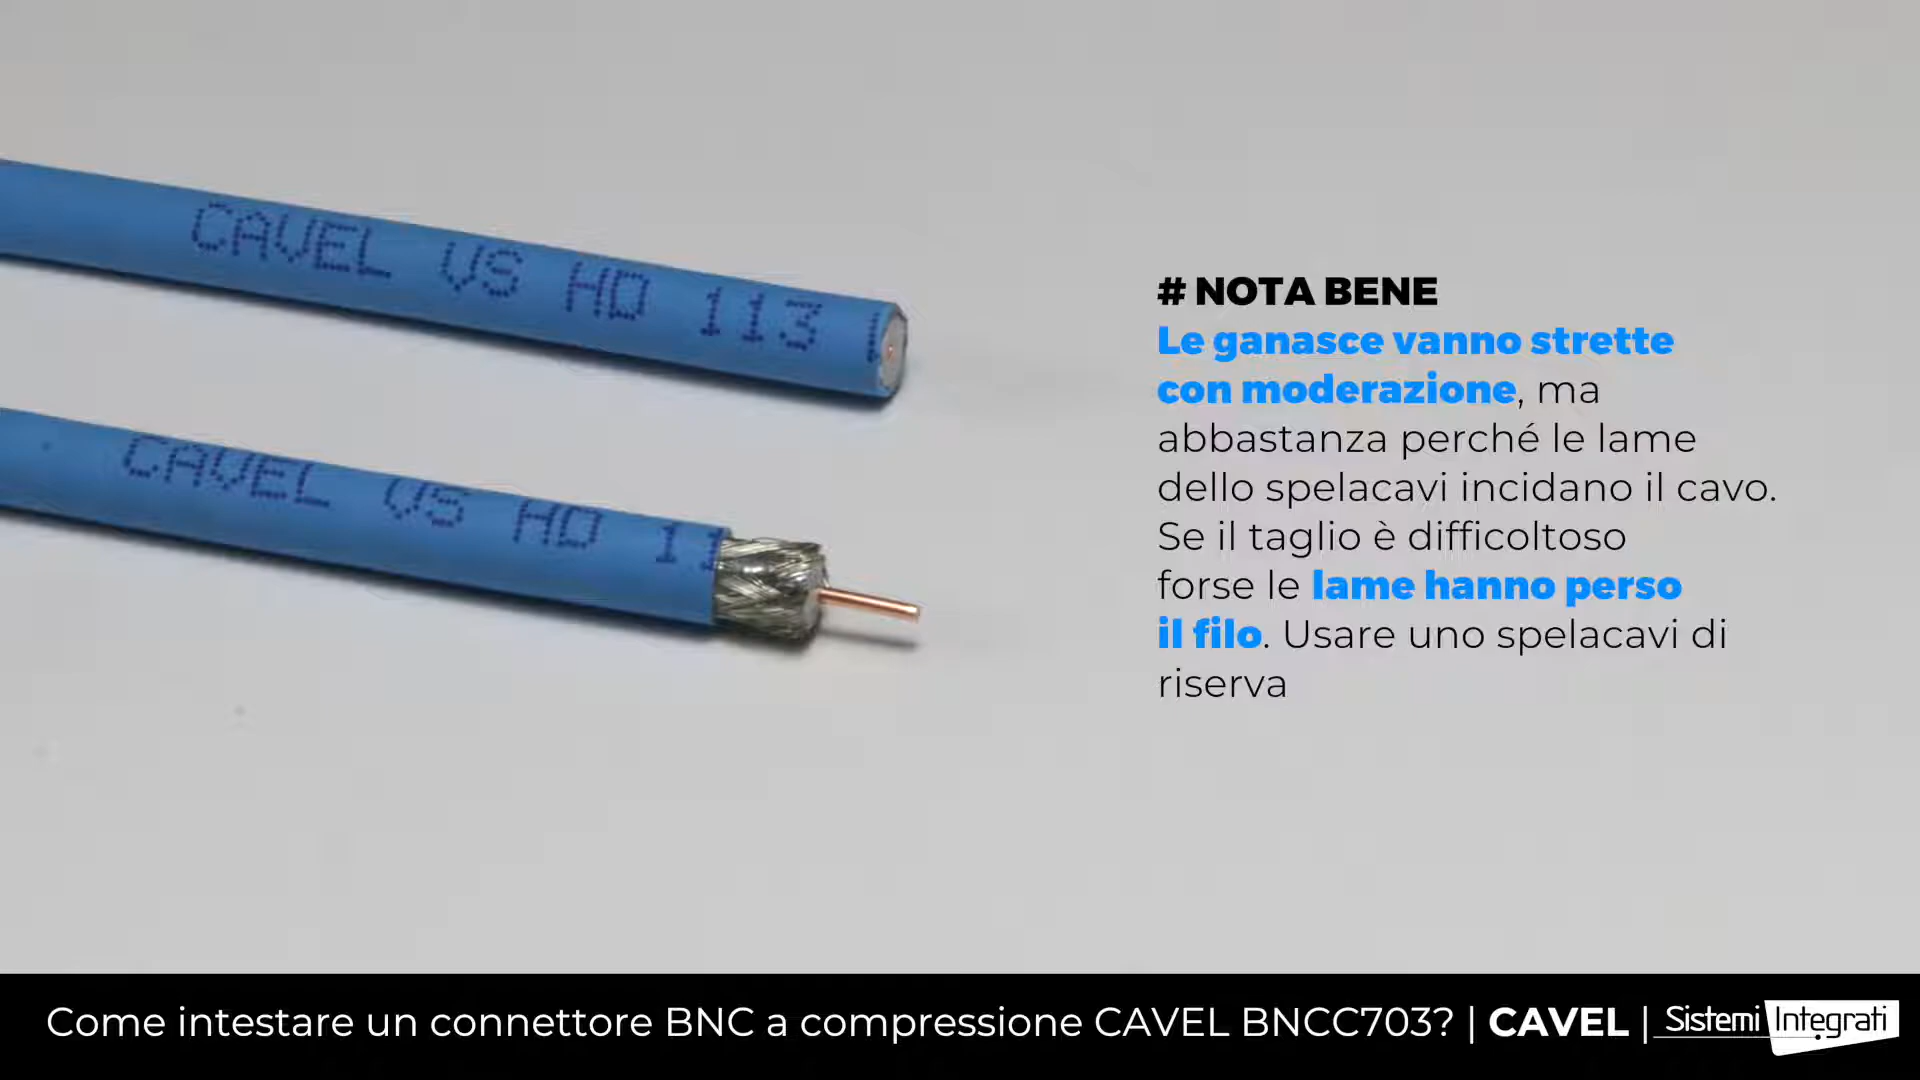 CAVEL VS HD 113
CAVEL VS HD 11
# NOTA BENE
Le ganasce vanno strette
con moderazione, ma
abbastanza perché le lame
dello spelacavi incidano il cavo.
Se il taglio è difficoltoso
forse le lame hanno perso
il filo. Usare uno spelacavi di
riserva
Come intestare un connettore BNC a compressione CAVEL BNCC703? | CAVEL | Sistemi Integrati